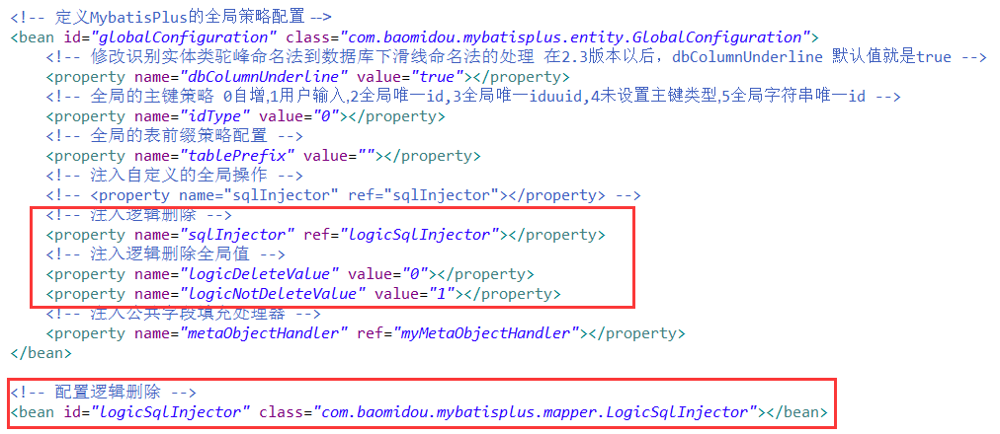 <!-- 定义MybatisPlus的全局策略配置-->
<bean id="globalConfiguration" class="com.baomidou.mybatisplus.entity.GlobalConfiguration">
<!-- 修改识别实体类驼峰命名法到数据库下滑线命名法的处理 在2.3版本以后，dbColumnUnderline 默认值就是true -->
<property name="dbColumnUnderline" value="true"></property>
<!-- 全局的主键策略 0自增,1用户输入,2全局唯一id,3全局唯一iduuid,4未设置主键类型,5全局字符串唯一id -->
<property name="idType" value="0"></property>
<!-- 全局的表前缀策略配置 -->
<property name="tablePrefix" value=""></property>
<!-- 注入自定义的全局操作 -->
<!-- <property name="sqlInjector" ref="sqlInjector"></property> -->
<!-- 注入逻辑删除 -->
<property name="sqlInjector" ref="logicSqlInjector"></property>
<!-- 注入逻辑删除全局值 -->
<property name="logicDeleteValue" value="0"></property>
<property name="logicNotDeleteValue" value="1"></property>
<!-- 注入公共字段填充处理器 -->
<property name="metaObjectHandler" ref="myMetaObjectHandler"></property>
</bean>
<!-- 配置逻辑删除 -->
<bean id="logicSqlInjector" class="com.baomidou.mybatisplus.mapper.LogicSqlInjector"></bean>